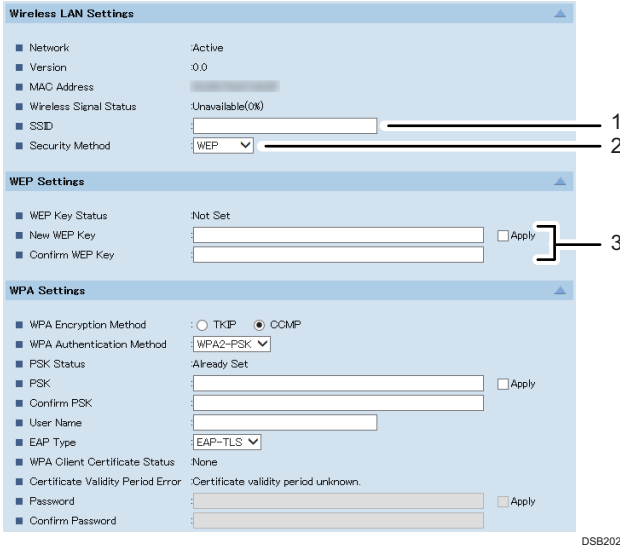 Wireless LAN Settings
Network :Active
Version :0.0
MAC Address
Wireless Signal Status :Unavailable(0%)
SSID : 1
Security Method : WEP 2
WEP Settings
WEP Key Status :Not Set
New WEP Key : Apply
3
Confirm WEP Key :
WPA Settings
WPA Encryption Method : TKIP CCMP
WPA Authentication Method : WPA2-PSK
PSK Status :Already Set
PSK : Apply
Confirm PSK :
User Name :
EAP Type : EAP-TLS
WPA Client Certificate Status :None
Certificate Validity Period Error :Certificate validity period unknown.
Password : Apply
Confirm Password :
DSB202